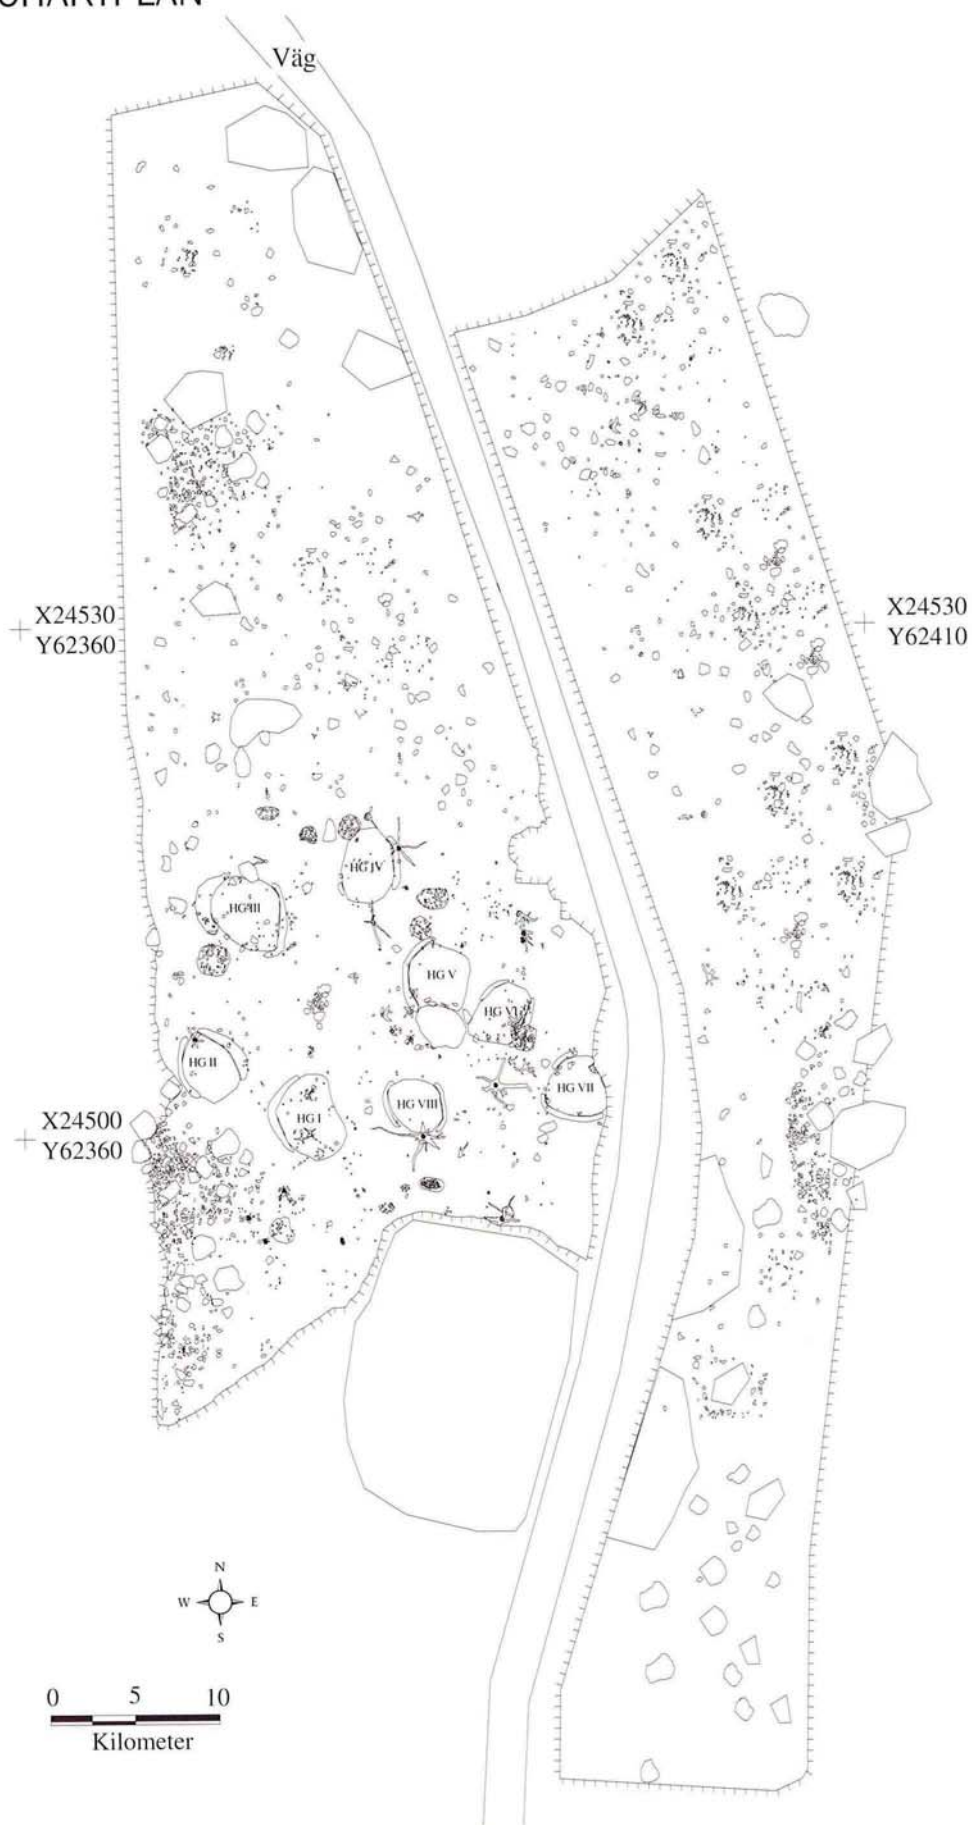 Väg
X24530
Y62360
X24530
Y62410
HG IV
HG III
HG V
HG VI
HG II
HG VII
HG VIII
HG I
X24500
Y62360
N
W E
S
0 5 10
Kilometer